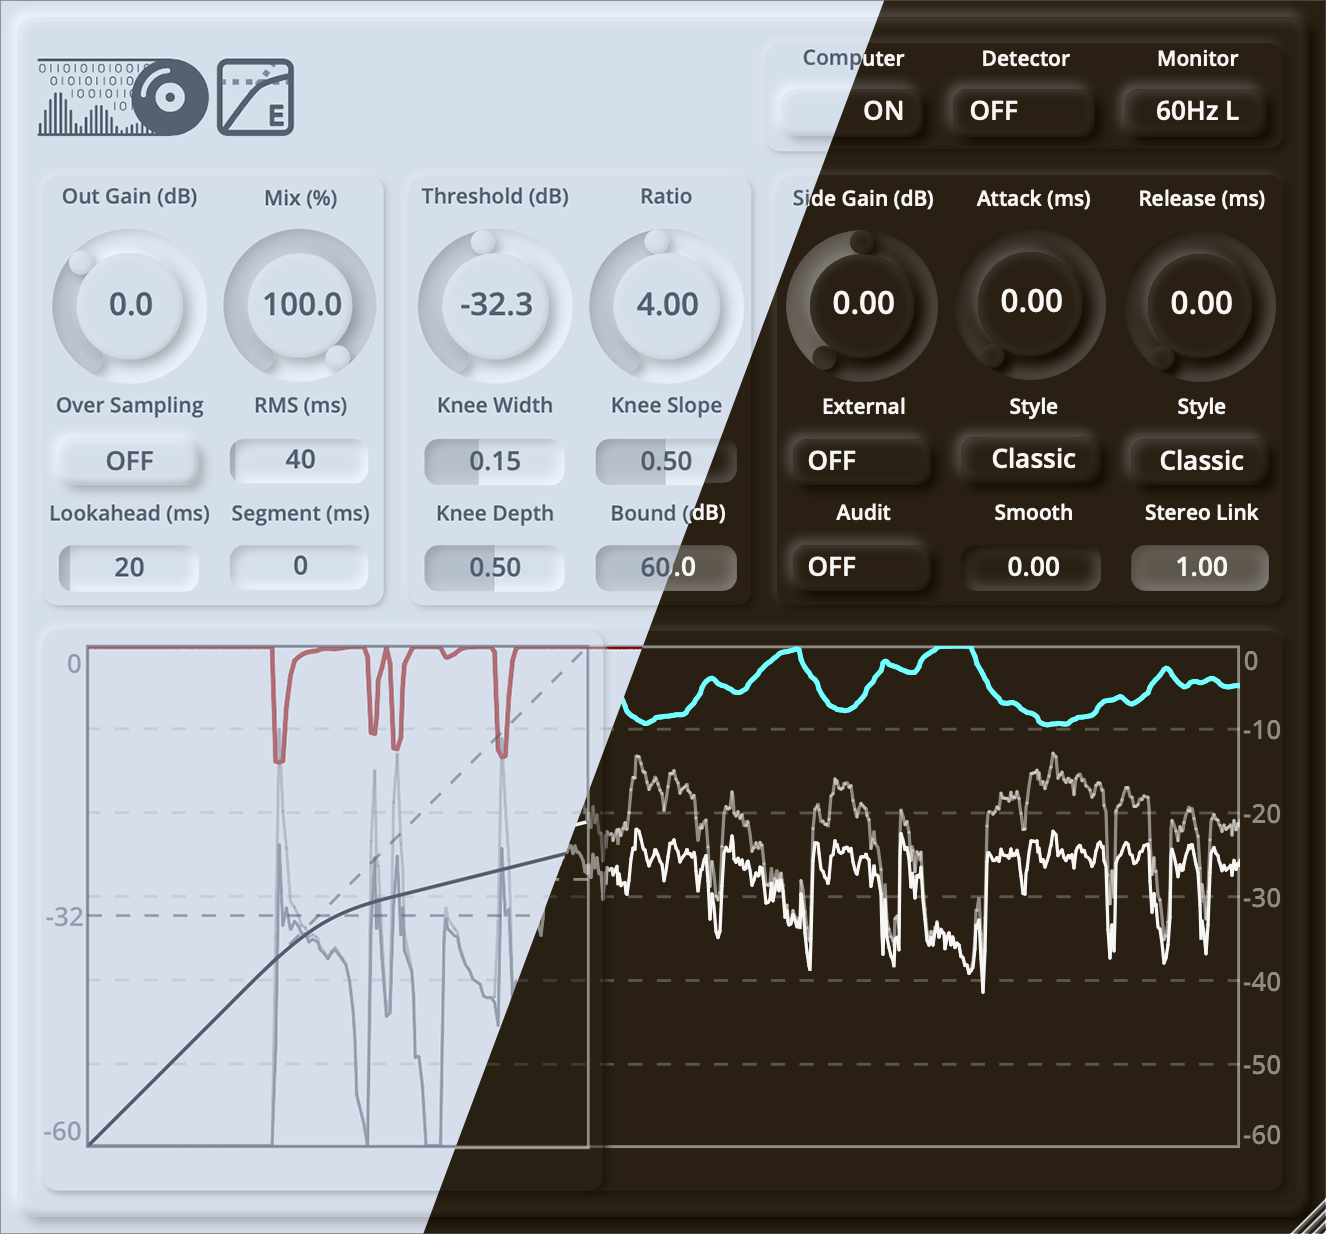 01101011010001001
010110101001
1001001
10
E
Computer Detector Monitor
ON OFF 60Hz L
Out Gain (dB) Mix (%) Threshold (dB) Ratio Side Gain (dB) Attack (ms) Release (ms)
0.0 100.0 -32.3 4.00 0.00 0.00 0.00
Over Sampling RMS (ms) Knee Width Knee Slope External Style Style
OFF 40 0.15 0.50 OFF Classic Classic
Lookahead (ms) Segment (ms) Knee Depth Bound (dB) Audit Smooth Stereo Link
20 0 0.50 60.0 OFF 0.00 1.00
0 0
-10
-20
-30
-32
-40
-50
-60 -60